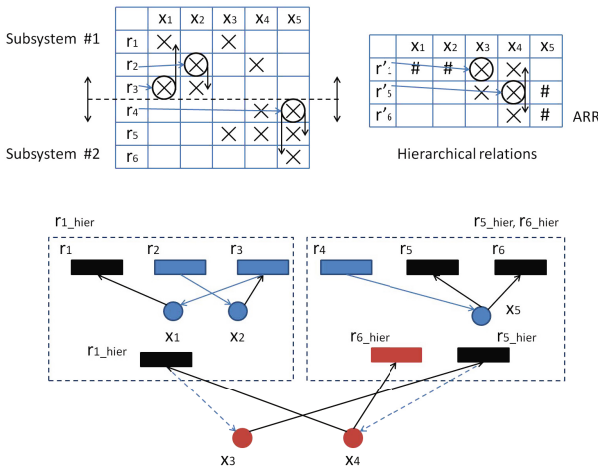 x1 x2 x3 x4 x5
Subsystem #1
r1
r2
r3
r4
r5
r6
Subsystem #2
x1 x2 x3 x4 x5
r'1 # #
r'5 #
r'6 #
ARR
Hierarchical relations
r1_hier
r5_hier, r6_hier
r1 r2 r3 r4 r5 r6
x1 x2 x5
r1_hier r6_hier r5_hier
x3 x4